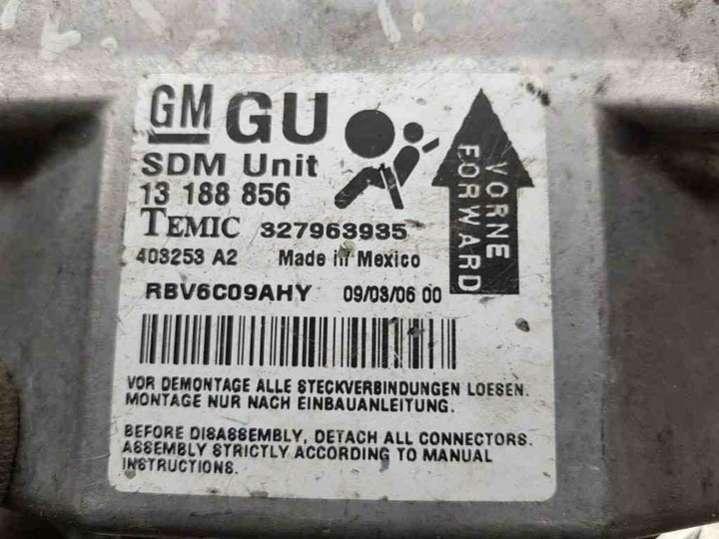 GM GU
SDM Unit
13 188 856
TEMIC 327963935
403253 A2 Made in Mexico
RBV6C09AHY 09/03/06 00
VORNE
FORWARD
VOR DEMONTAGE ALLE STECKVERBINDUNGEN LOESEN.
MONTAGE NUR NACH EINBAUANLEITUNG.
BEFORE DISASSEMBLY, DETACH ALL CONNECTORS.
ASSEMBLY STRICTLY ACCORDING TO MANUAL
INSTRUCTIONS.